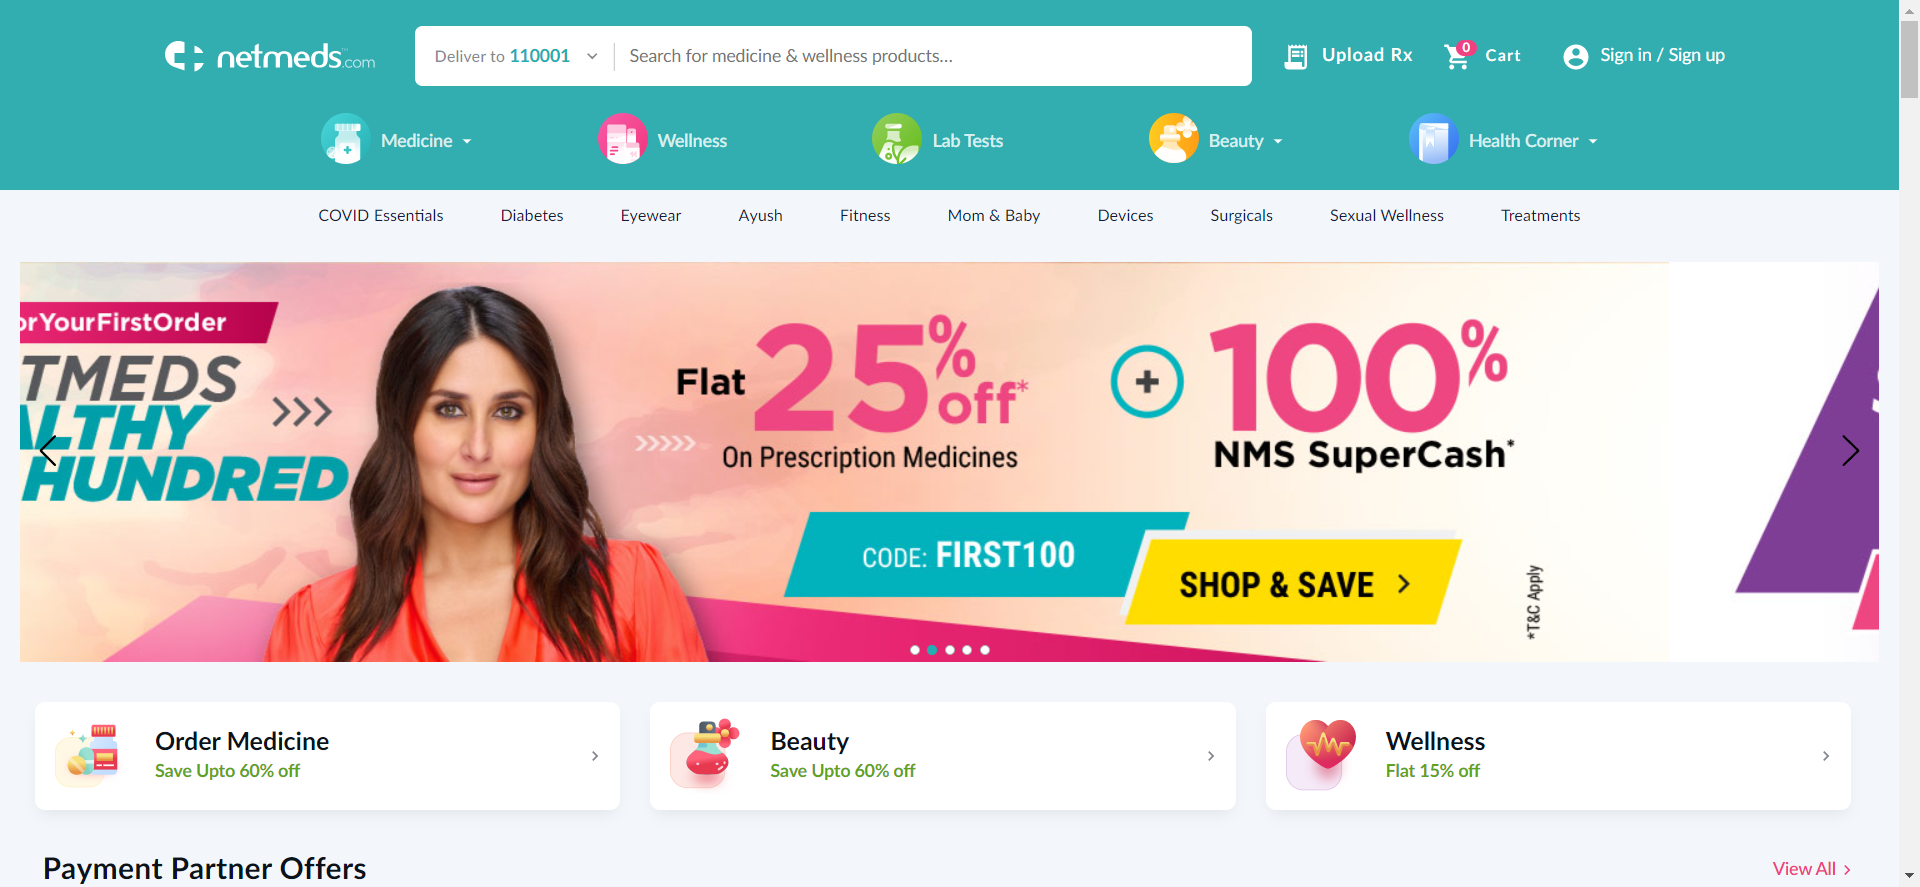 netmeds.com
Deliver to 110001
Search for medicine & wellness products...
Upload Rx
0
Cart
Sign in / Sign up
Medicine
Wellness
Lab Tests
Beauty
Health Corner
COVID Essentials
Diabetes
Eyewear
Ayush
Fitness
Mom & Baby
Devices
Surgicals
Sexual Wellness
Treatments
orYourFirstOrder
TMEDS
ALTHY
HUNDRED
Flat 25% off*
On Prescription Medicines
+
100%
NMS SuperCash*
CODE: FIRST100
SHOP & SAVE >
*T&C Apply
Order Medicine
Save Upto 60% off
Beauty
Save Upto 60% off
Wellness
Flat 15% off
Payment Partner Offers
View All >